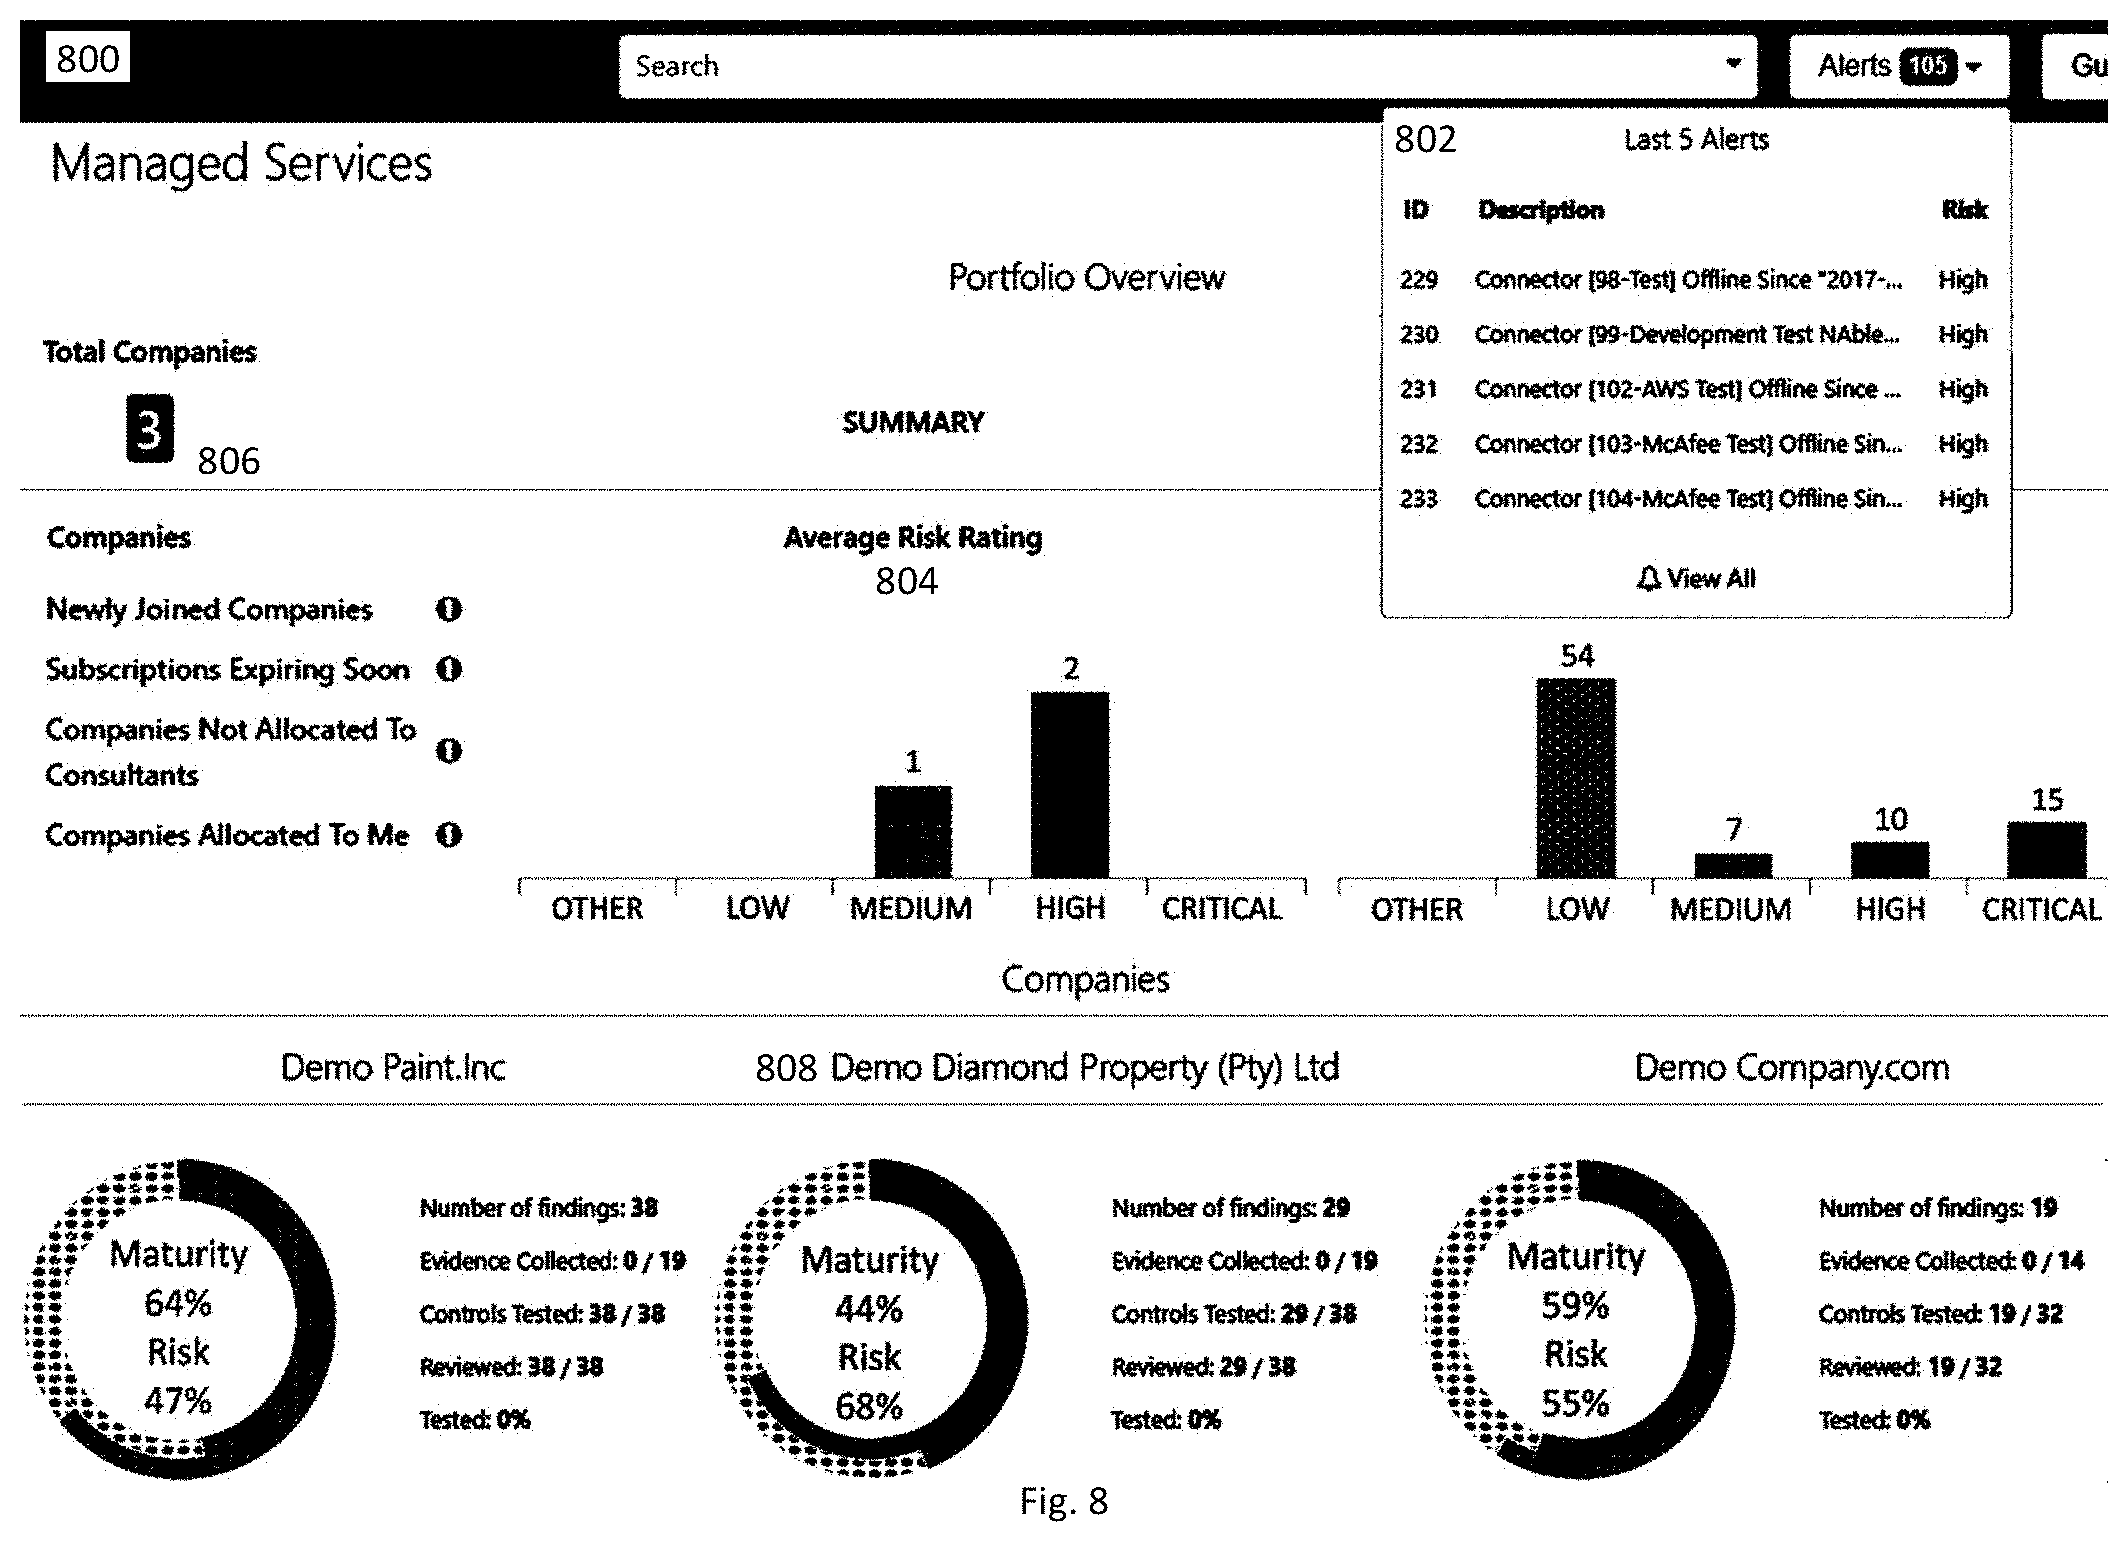 800
Search
Alerts 105
Gu
Managed Services
802 Last 5 Alerts
ID Description Risk
229 Connector [98-Test] Offline Since "2017-... High
230 Connector [99-Development Test NAble... High
231 Connector [102-AWS Test] Offline Since ... High
232 Connector [103-McAfee Test] Offline Sin... High
233 Connector [104-McAfee Test] Offline Sin... High
View All
Portfolio Overview
Total Companies
3
806
SUMMARY
Companies
Newly Joined Companies
Subscriptions Expiring Soon
Companies Not Allocated To
Consultants
Companies Allocated To Me
Average Risk Rating
804
1
2
OTHER LOW MEDIUM HIGH CRITICAL
54
7
10
15
OTHER LOW MEDIUM HIGH CRITICAL
Companies
Demo Paint.Inc
808 Demo Diamond Property (Pty) Ltd
Demo Company.com
Maturity
64%
Risk
47%
Number of findings: 38
Evidence Collected: 0 / 19
Controls Tested: 38 / 38
Reviewed: 38 / 38
Tested: 0%
Maturity
44%
Risk
68%
Number of findings: 29
Evidence Collected: 0 / 19
Controls Tested: 29 / 38
Reviewed: 29 / 38
Tested: 0%
Maturity
59%
Risk
55%
Number of findings: 19
Evidence Collected: 0 / 14
Controls Tested: 19 / 32
Reviewed: 19 / 32
Tested: 0%
Fig. 8